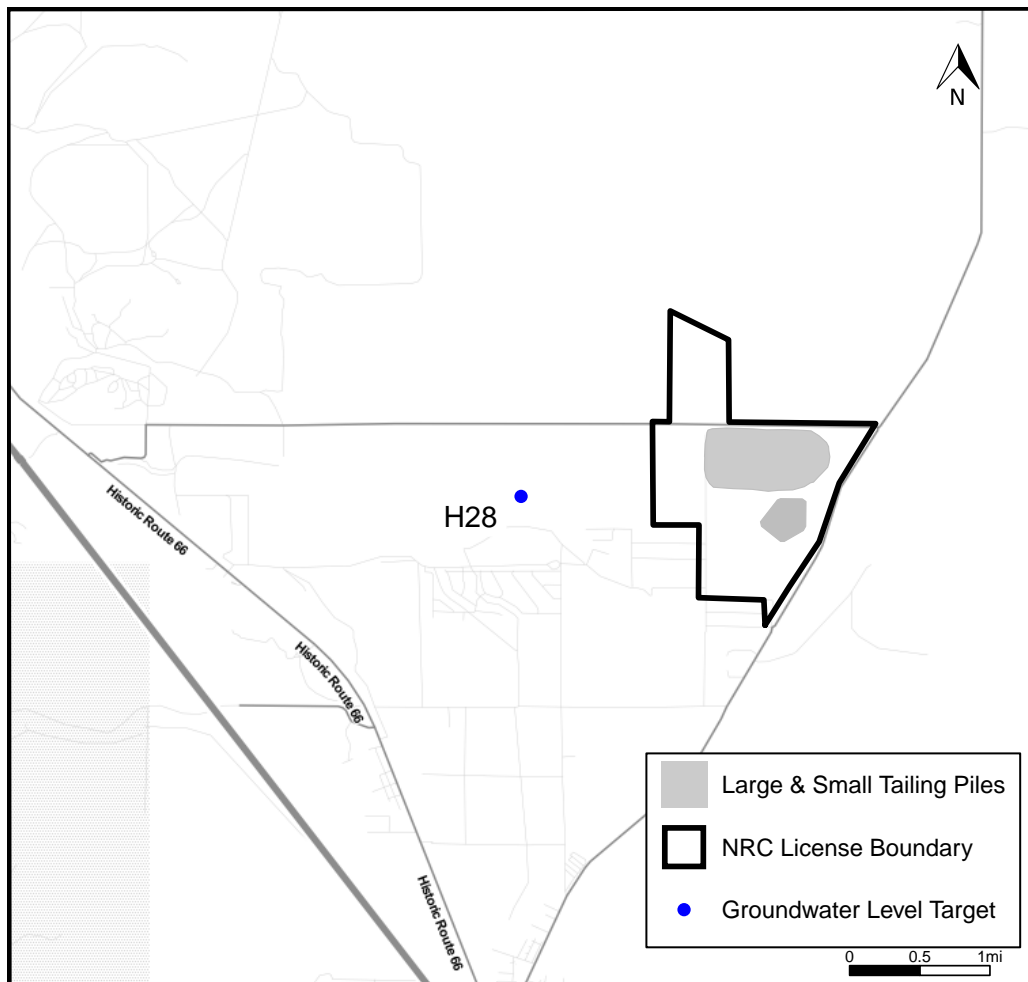 N
Historic Route 66
H28
Historic Route 66
Historic Route 66
Large & Small Tailing Piles
NRC License Boundary
Groundwater Level Target
0 0.5 1mi